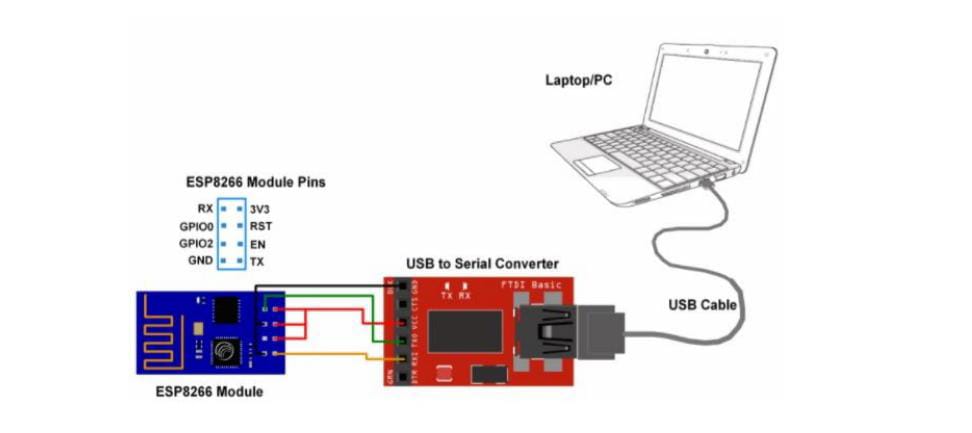 Laptop/PC
ESP8266 Module Pins
RX 3V3
GPIO0 RST
GPIO2 EN
GND TX
USB to Serial Converter
BLK GND CTS VCC TXO RXI DTR GRN
TX RX
FTDI Basic
USB Cable
ESP8266 Module